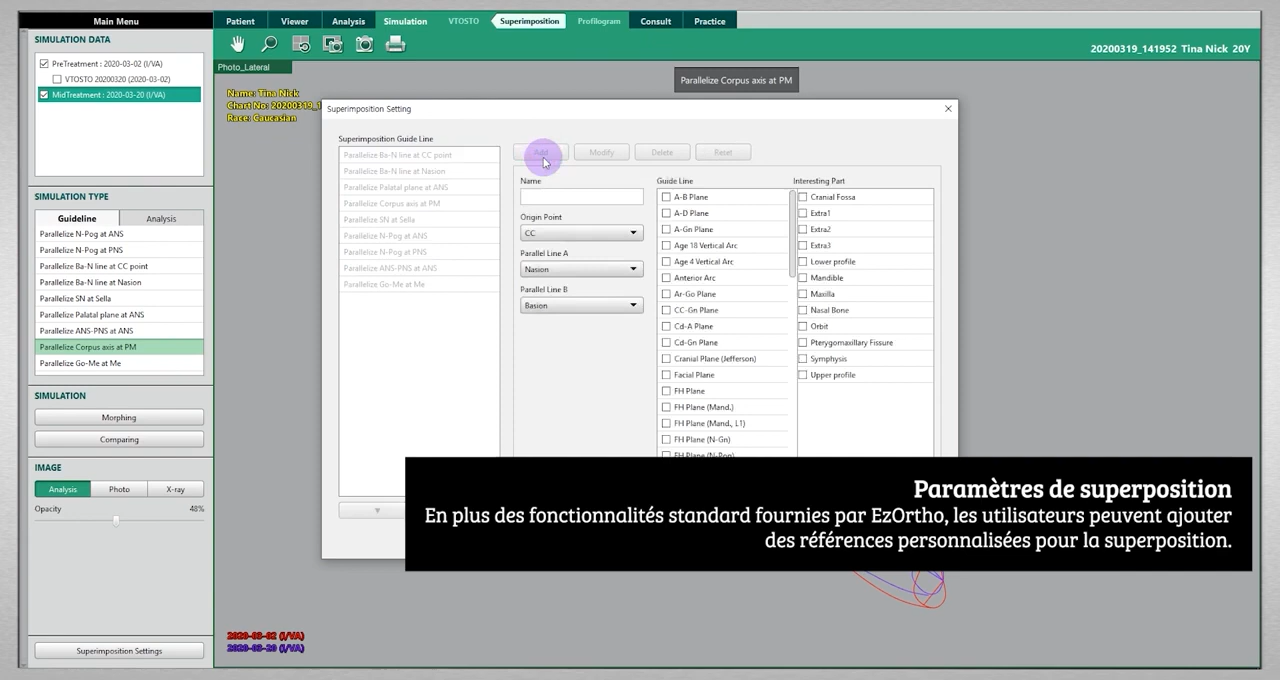 Main Menu
Patient
Viewer
Analysis
Simulation
VTOSTO
Superimposition
Profilogram
Consult
Practice
20200319_141952 Tina Nick 20Y
SIMULATION DATA
PreTreatment : 2020-03-02 (I/VA)
VTOSTO 20200320 (2020-03-02)
MidTreatment : 2020-03-20 (I/VA)
SIMULATION TYPE
Guideline
Analysis
Parallelize N-Pog at ANS
Parallelize N-Pog at PNS
Parallelize Ba-N line at CC point
Parallelize Ba-N line at Nasion
Parallelize SN at Sella
Parallelize Palatal plane at ANS
Parallelize ANS-PNS at ANS
Parallelize Corpus axis at PM
Parallelize Go-Me at Me
SIMULATION
Morphing
Comparing
IMAGE
Analysis
Photo
X-ray
Opacity
48%
Superimposition Settings
Photo_Lateral
Name: Tina Nick
Chart No: 20200319_1
Race: Caucasian
Parallelize Corpus axis at PM
Superimposition Setting
Superimposition Guide Line
Parallelize Ba-N line at CC point
Parallelize Ba-N line at Nasion
Parallelize Palatal plane at ANS
Parallelize Corpus axis at PM
Parallelize SN at Sella
Parallelize N-Pog at ANS
Parallelize N-Pog at PNS
Parallelize ANS-PNS at ANS
Parallelize Go-Me at Me
Add
Modify
Delete
Reset
Name
Origin Point
CC
Parallel Line A
Nasion
Parallel Line B
Basion
Guide Line
A-B Plane
A-D Plane
A-Gn Plane
Age 18 Vertical Arc
Age 4 Vertical Arc
Anterior Arc
Ar-Go Plane
CC-Gn Plane
Cd-A Plane
Cd-Gn Plane
Cranial Plane (Jefferson)
Facial Plane
FH Plane
FH Plane (Mand.)
FH Plane (Mand., L1)
FH Plane (N-Gn)
FH Plane (N-Pog)
Interesting Part
Cranial Fossa
Extra1
Extra2
Extra3
Lower profile
Mandible
Maxilla
Nasal Bone
Orbit
Pterygomaxillary Fissure
Symphysis
Upper profile
Paramètres de superposition
En plus des fonctionnalités standard fournies par EzOrtho, les utilisateurs peuvent ajouter
des références personnalisées pour la superposition.
2020-03-02 (I/VA)
2020-03-20 (I/VA)